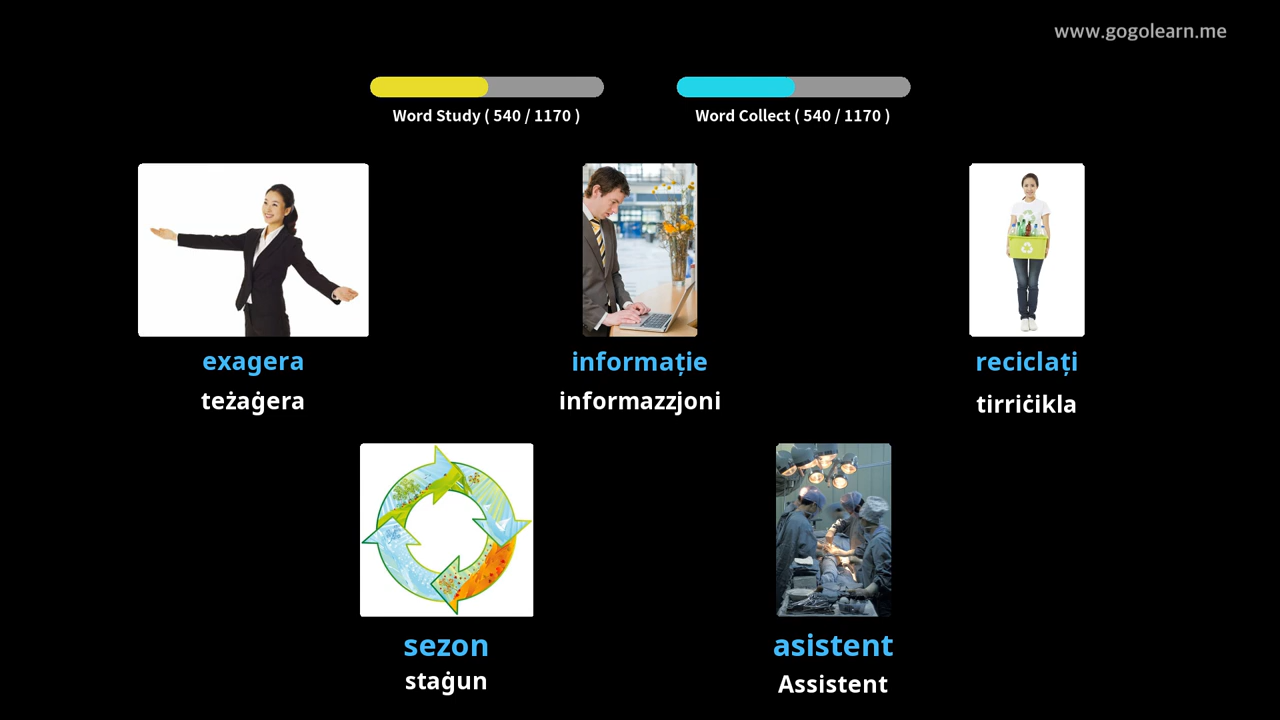 www.gogolearn.me
Word Study ( 540 / 1170 )
Word Collect ( 540 / 1170 )
exagera
teżaġera
informație
informazzjoni
reciclați
tirriċikla
sezon
staġun
asistent
Assistent